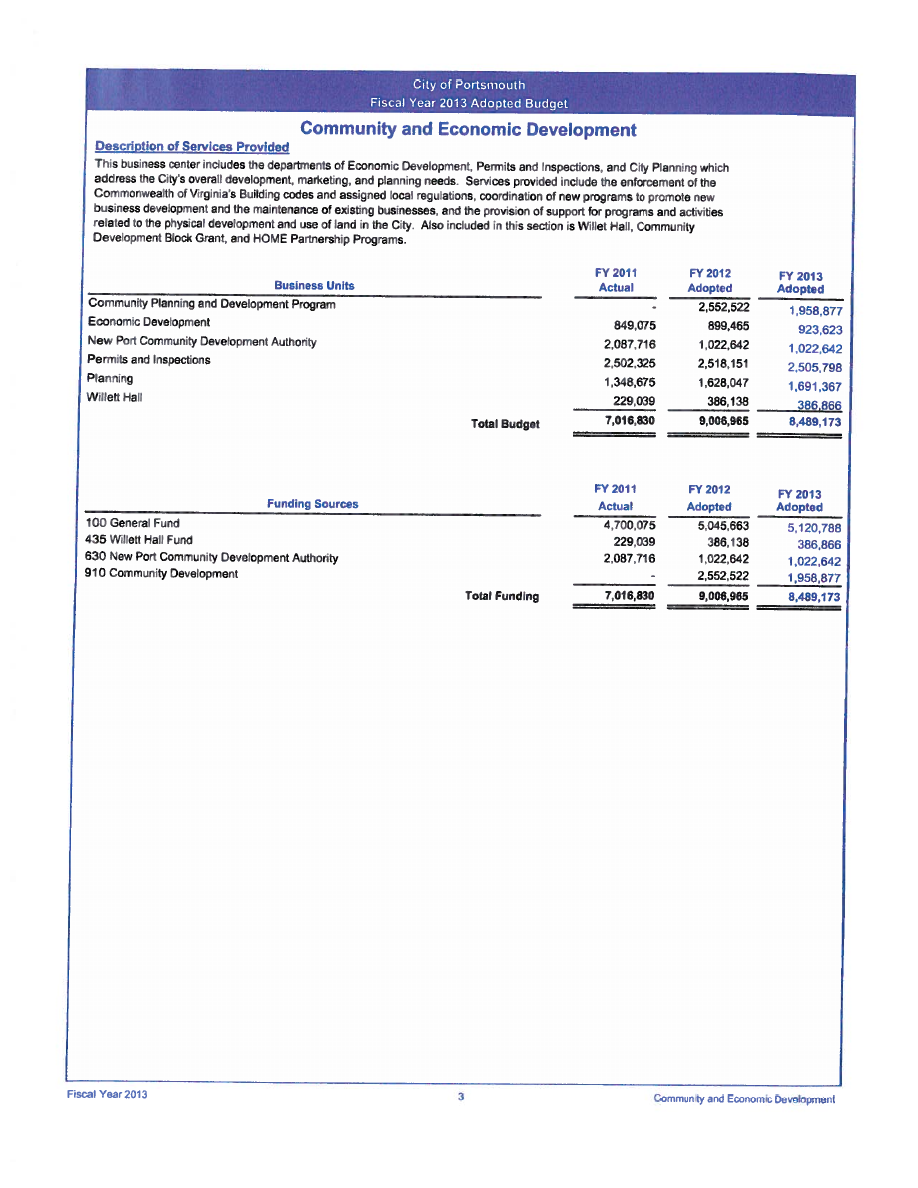 City of Portsmouth
Fiscal Year 2013 Adopted Budget
Community and Economic Development
Description of Services Provided
This business center includes the departments of Economic Development, Permits and Inspections, and City Planning which
address the City's overall development, marketing, and planning needs. Services provided include the enforcement of the
Commonwealth of Virginia's Building codes and assigned local regulations, coordination of new programs to promote new
business development and the maintenance of existing businesses, and the provision of support for programs and activities
related to the physical development and use of land in the City. Also included in this section is Willet Hall, Community
Development Block Grant, and HOME Partnership Programs.
Business Units FY 2011 Actual FY 2012 Adopted FY 2013 Adopted
Community Planning and Development Program - 2,552,522 1,958,877
Economic Development 849,075 899,465 923,623
New Port Community Development Authority 2,087,716 1,022,642 1,022,642
Permits and Inspections 2,502,325 2,518,151 2,505,798
Planning 1,348,675 1,628,047 1,691,367
Willett Hall 229,039 386,138 386,866
Total Budget 7,016,830 9,006,965 8,489,173
Funding Sources FY 2011 Actual FY 2012 Adopted FY 2013 Adopted
100 General Fund 4,700,075 5,045,663 5,120,788
435 Willett Hall Fund 229,039 386,138 386,866
630 New Port Community Development Authority 2,087,716 1,022,642 1,022,642
910 Community Development - 2,552,522 1,958,877
Total Funding 7,016,830 9,006,965 8,489,173
Fiscal Year 2013 3 Community and Economic Development